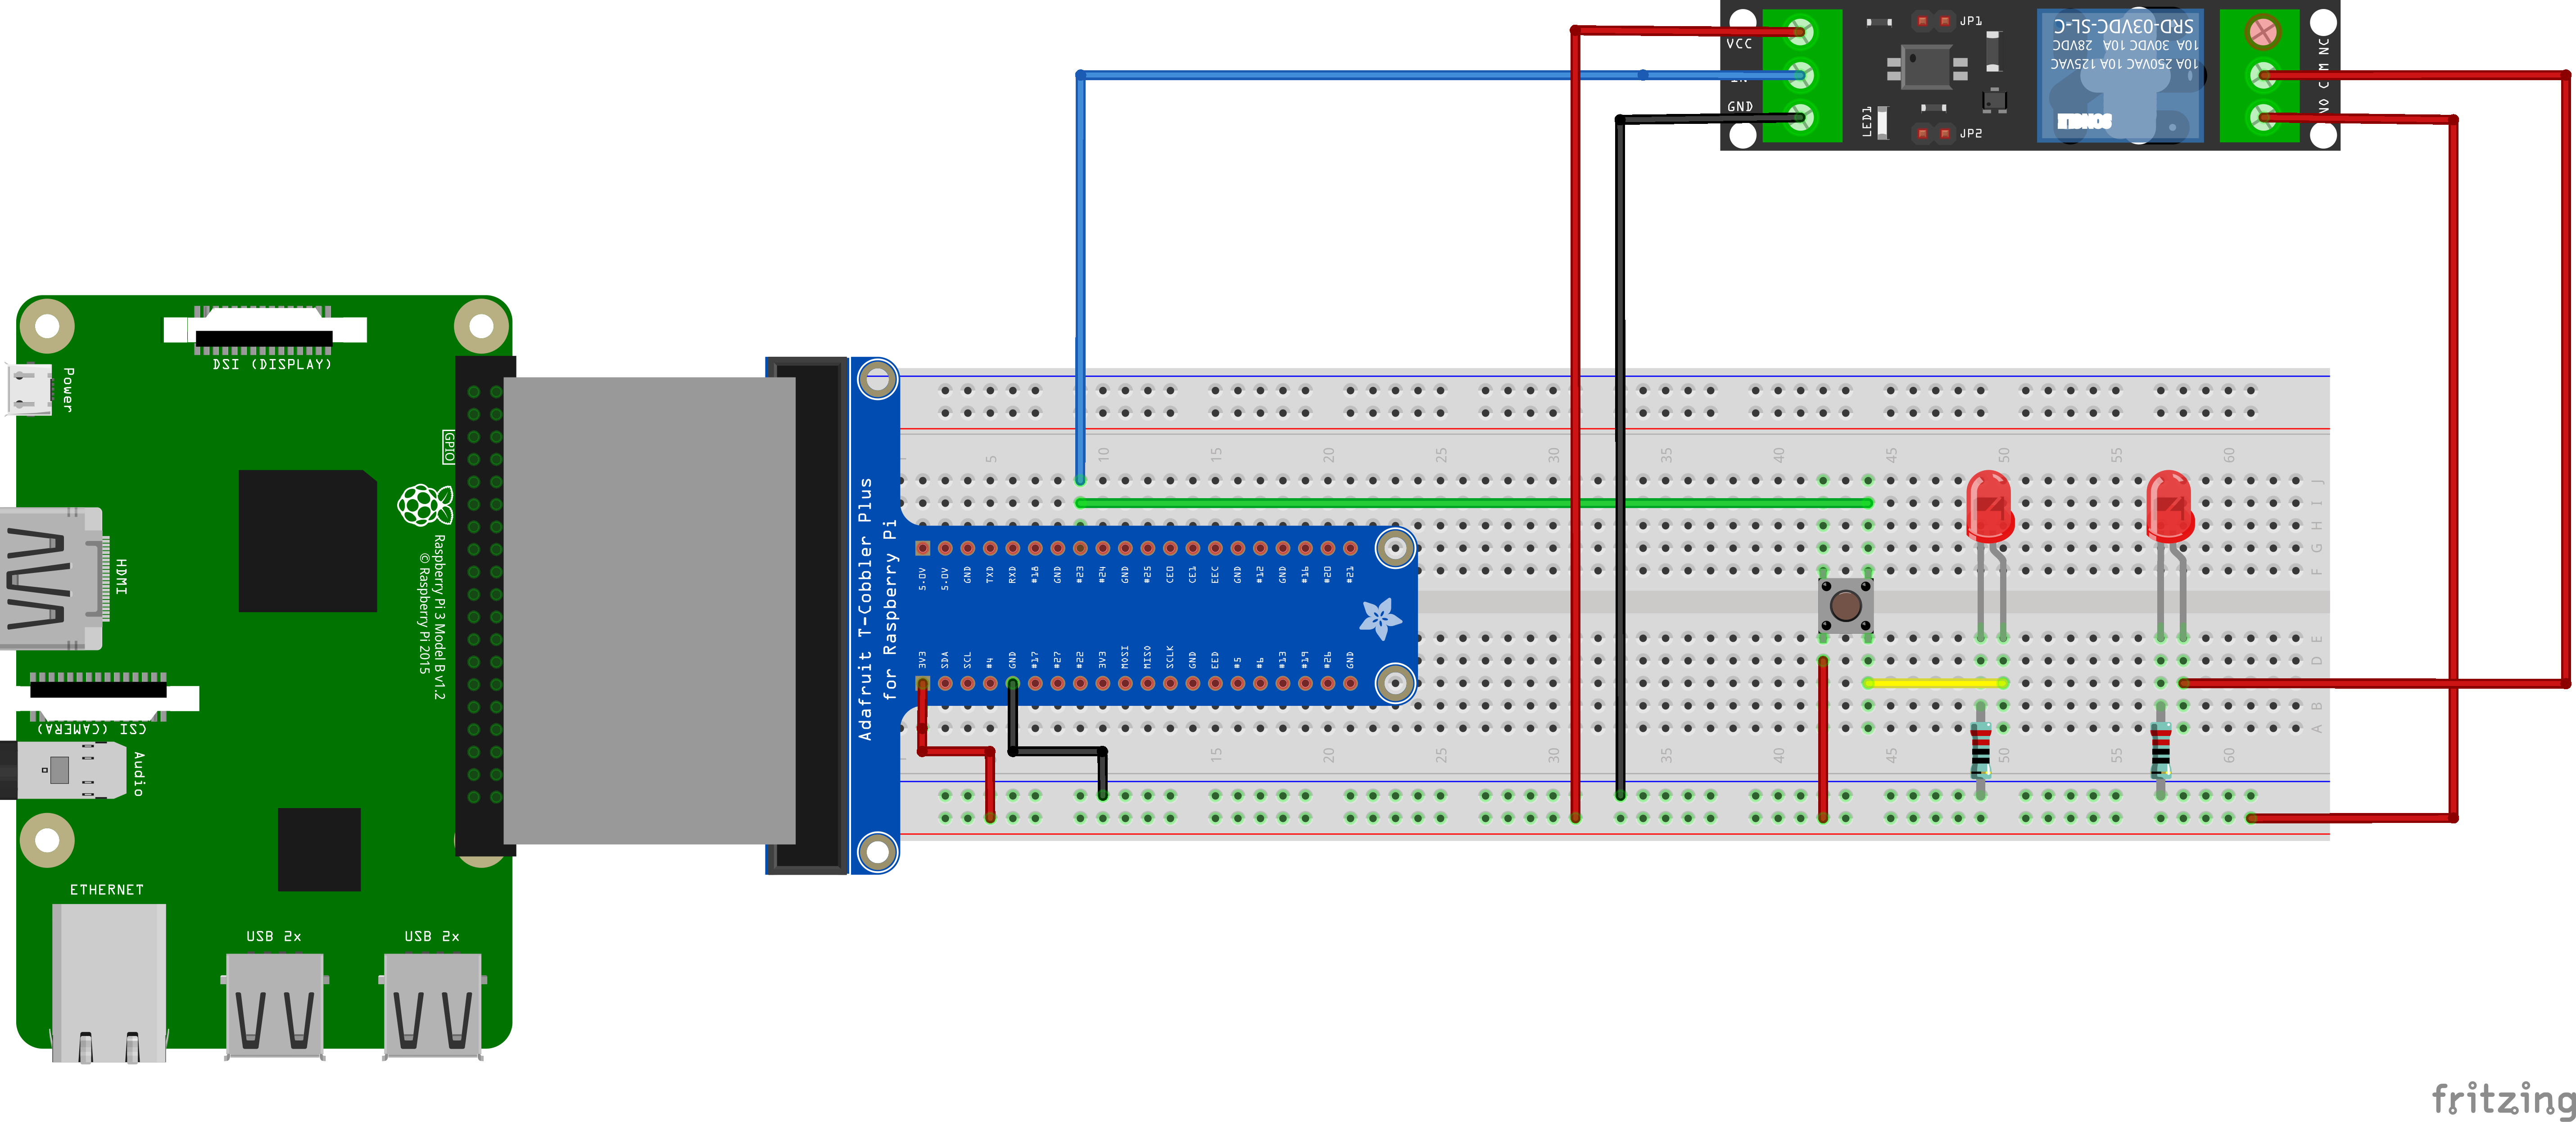 VCC
IN
GND
JP1
JP2
LED1
SRD-03VDC-SL-C
10A 30VDC 10A 28VDC
10A 250VAC 10A 125VAC
SONGLE
NC
COM
NO
DSI (DISPLAY)
Power
GPIO
HDMI
Raspberry Pi 3 Model B v1.2
© Raspberry Pi 2015
CSI (CAMERA)
Audio
ETHERNET
USB 2x
USB 2x
Adafruit T-Cobbler Plus
for Raspberry Pi
5.0V 5.0V GND TXD RXD #18 GND #23 #24 GND #25 CE0 CE1 EEC GND #12 GND #16 #20 #21
3V3 SDA SCL #4 GND #17 #27 #22 3V3 MOSI MISO SCLK GND EED #5 #6 #13 #19 #26 GND
1 5 10 15 20 25 30 35 40 45 50 55 60
J
I
H
G
F
E
D
B
A
1 15 20 25 30 35 40 45 50 55 60
fritzing